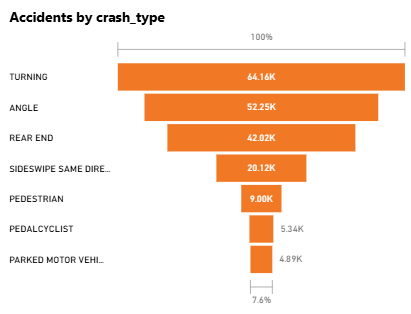 Accidents by crash_type
100%
TURNING 64.16K
ANGLE 52.25K
REAR END 42.02K
SIDESWIPE SAME DIRE... 20.12K
PEDESTRIAN 9.00K
PEDALCYCLIST 5.34K
PARKED MOTOR VEHI... 4.89K
7.6%